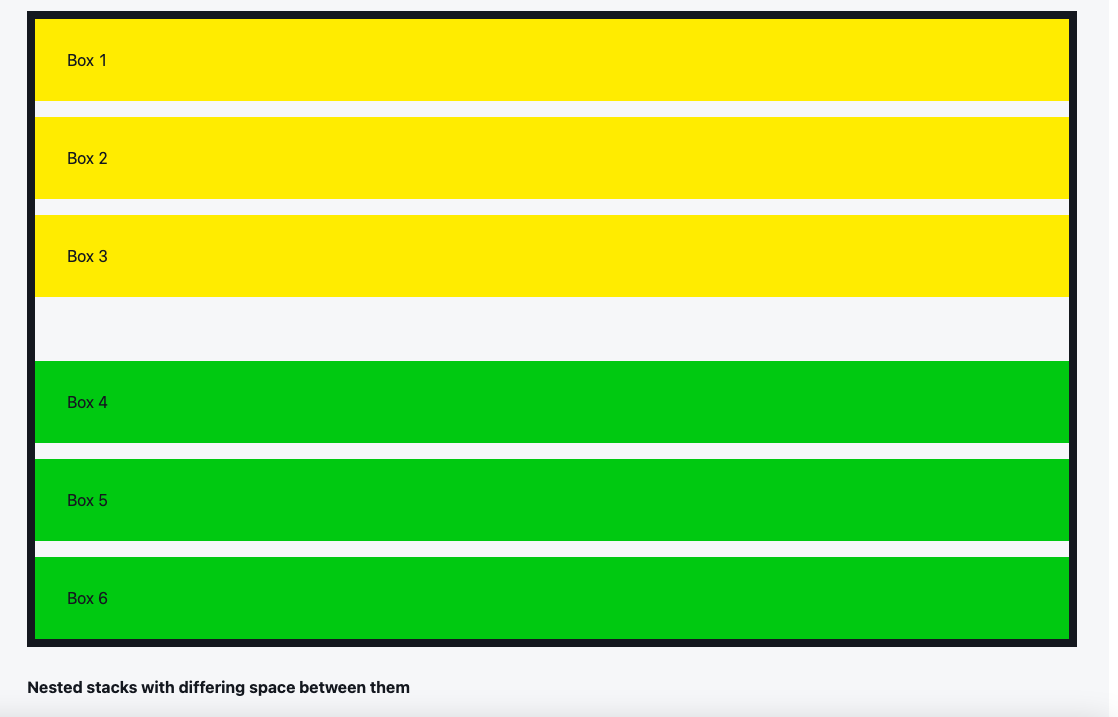 Box 1
Box 2
Box 3
Box 4
Box 5
Box 6
Nested stacks with differing space between them